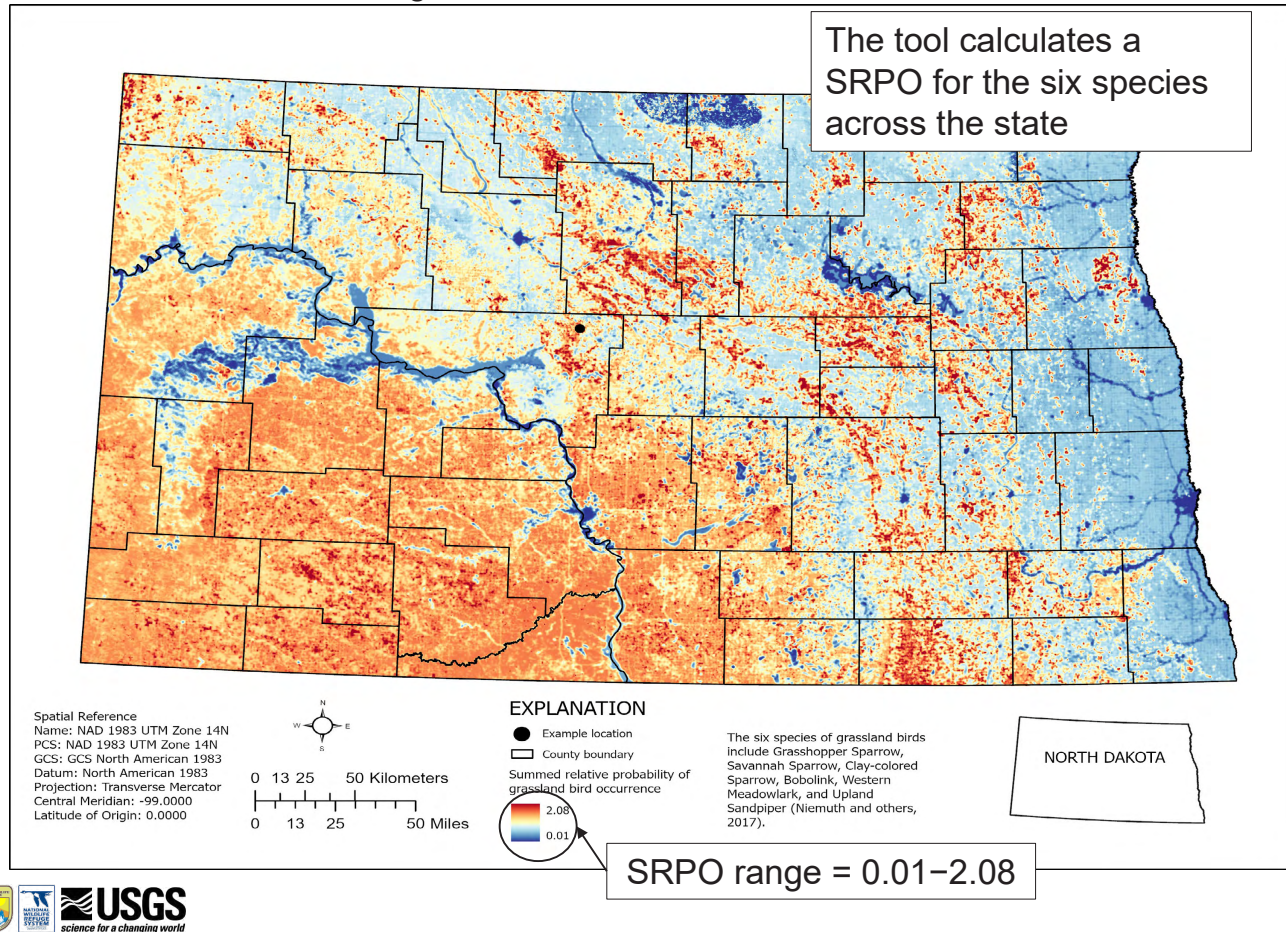 The tool calculates a
SRPO for the six species
across the state
Spatial Reference
Name: NAD 1983 UTM Zone 14N
PCS: NAD 1983 UTM Zone 14N
GCS: GCS North American 1983
Datum: North American 1983
Projection: Transverse Mercator
Central Meridian: -99.0000
Latitude of Origin: 0.0000
N
W E
S
0 13 25 50 Kilometers
0 13 25 50 Miles
EXPLANATION
Example location
County boundary
Summed relative probability of
grassland bird occurrence
2.08
0.01
The six species of grassland birds
include Grasshopper Sparrow,
Savannah Sparrow, Clay-colored
Sparrow, Bobolink, Western
Meadowlark, and Upland
Sandpiper (Niemuth and others,
2017).
NORTH DAKOTA
SRPO range = 0.01−2.08
NATIONAL
WILDLIFE
REFUGE
SYSTEM
USGS
science for a changing world